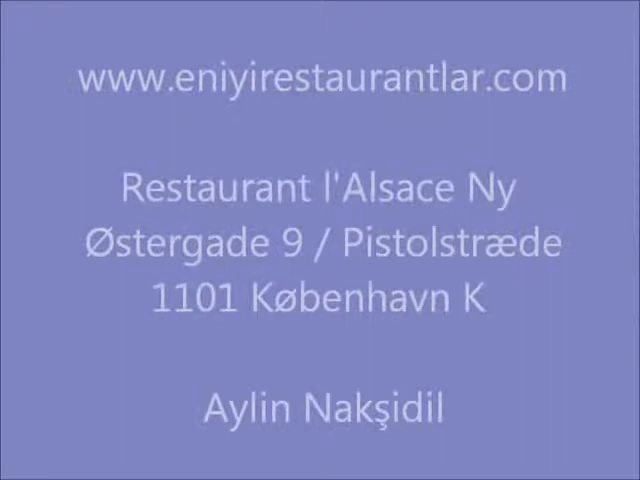 www.eniyirestaurantlar.com
Restaurant l'Alsace Ny
Østergade 9 / Pistolstræde
1101 København K
Aylin Nakşidil